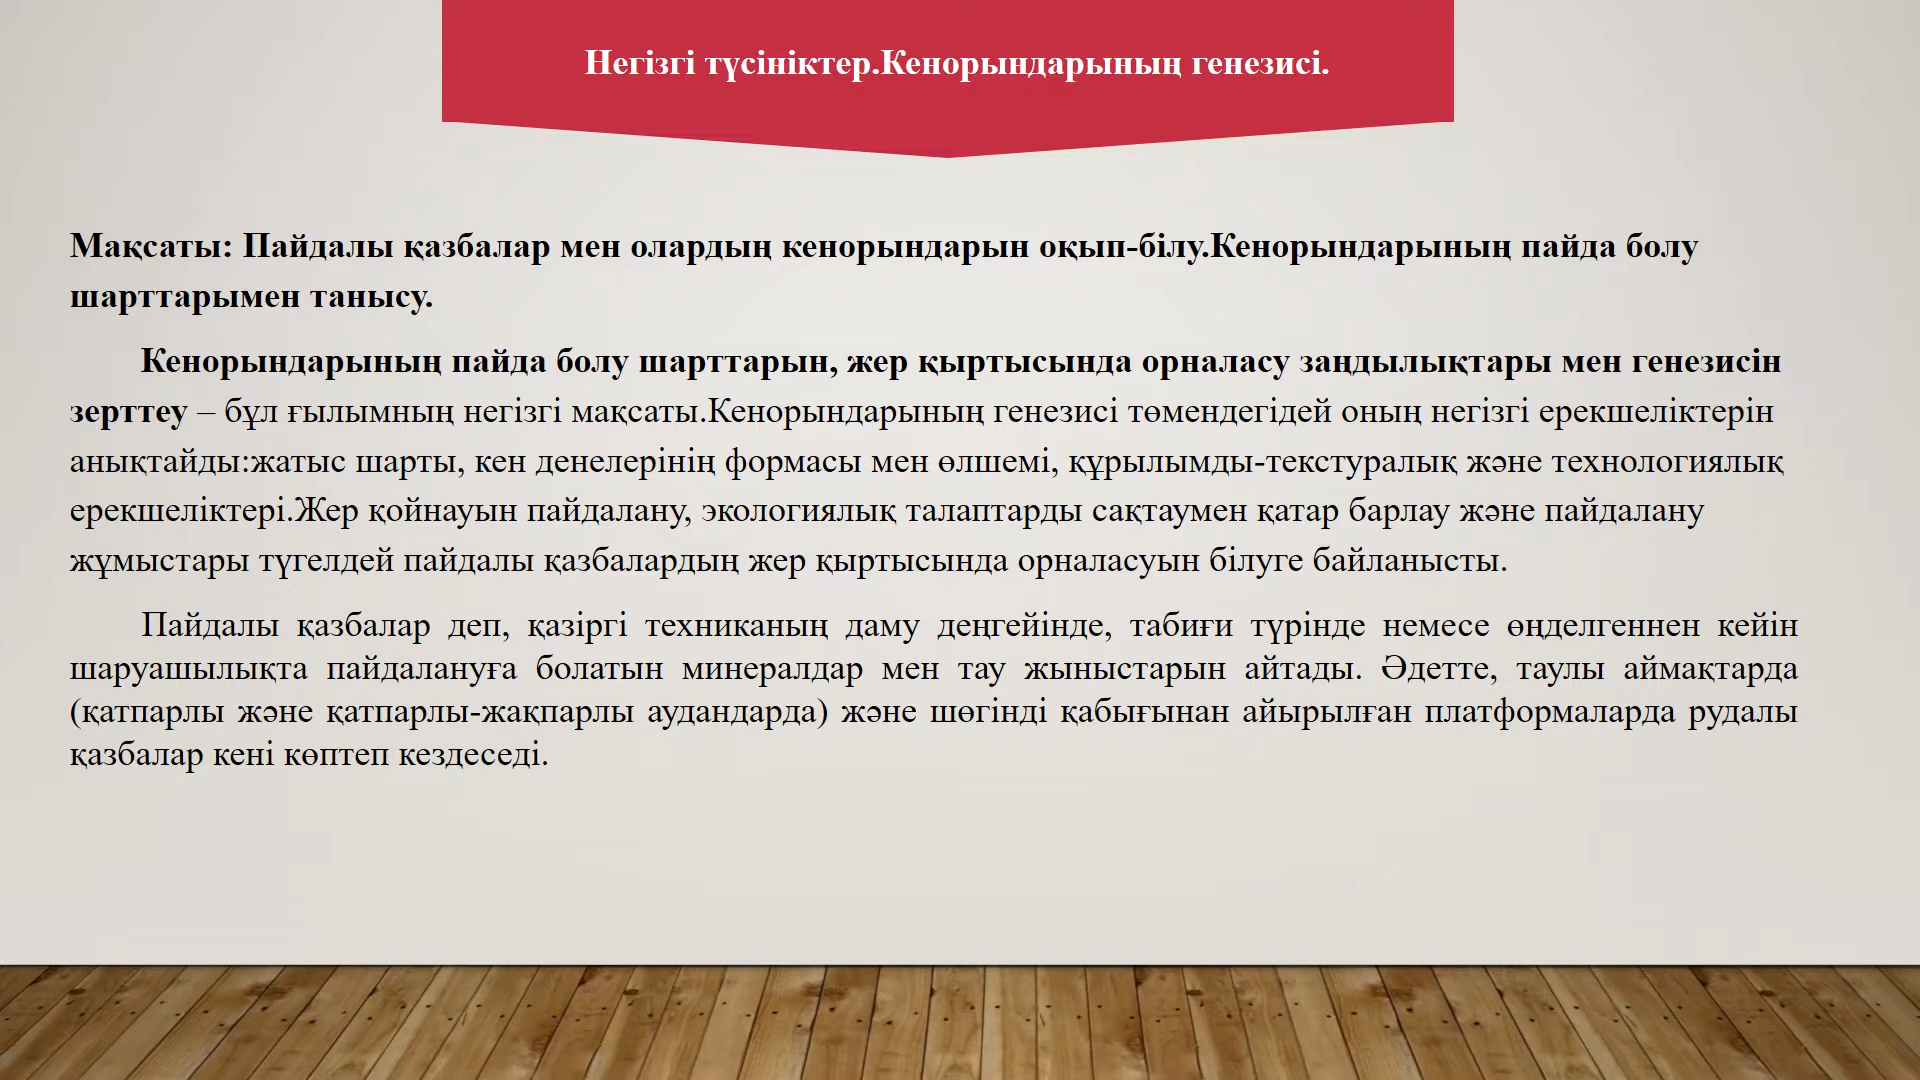 Негізгі түсініктер.Кенорындарының генезисі.
Мақсаты: Пайдалы қазбалар мен олардың кенорындарын оқып-білу.Кенорындарының пайда болу
шарттарымен танысу.
Кенорындарының пайда болу шарттарын, жер қыртысында орналасу заңдылықтары мен генезисін
зерттеу – бұл ғылымның негізгі мақсаты.Кенорындарының генезисі төмендегідей оның негізгі ерекшеліктерін
анықтайды:жатыс шарты, кен денелерінің формасы мен өлшемі, құрылымды-текстуралық және технологиялық
ерекшеліктері.Жер қойнауын пайдалану, экологиялық талаптарды сақтаумен қатар барлау және пайдалану
жұмыстары түгелдей пайдалы қазбалардың жер қыртысында орналасуын білуге байланысты.
Пайдалы қазбалар деп, қазіргі техниканың даму деңгейінде, табиғи түрінде немесе өңделгеннен кейін
шаруашылықта пайдалануға болатын минералдар мен тау жыныстарын айтады. Әдетте, таулы аймақтарда
(қатпарлы және қатпарлы-жақпарлы аудандарда) және шөгінді қабығынан айырылған платформаларда рудалы
қазбалар кені көптеп кездеседі.